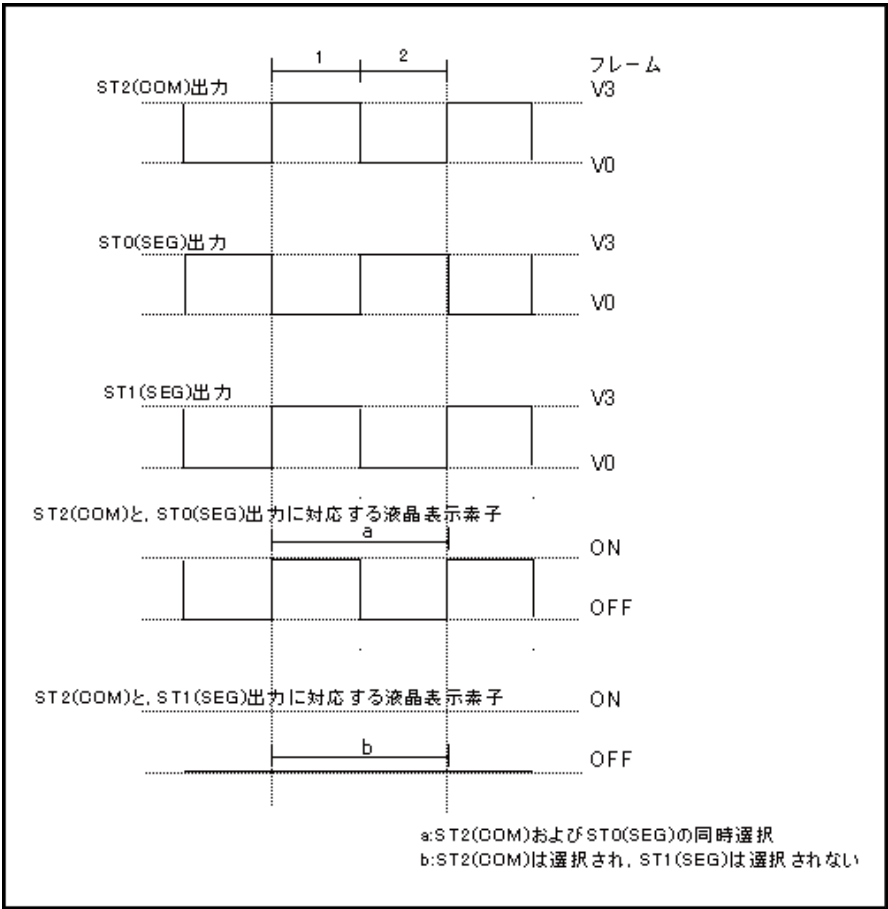 1 2
フレーム
ST2(COM)出力
V3
V0
ST0(SEG)出力
V3
V0
ST1(SEG)出力
V3
V0
ST2(COM)と, ST0(SEG)出力に対応する液晶表示素子
a
ON
OFF
ST2(COM)と, ST1(SEG)出力に対応する液晶表示素子
ON
b
OFF
a:ST2(COM)およびST0(SEG)の同時選択
b:ST2(COM)は選択され, ST1(SEG)は選択されない